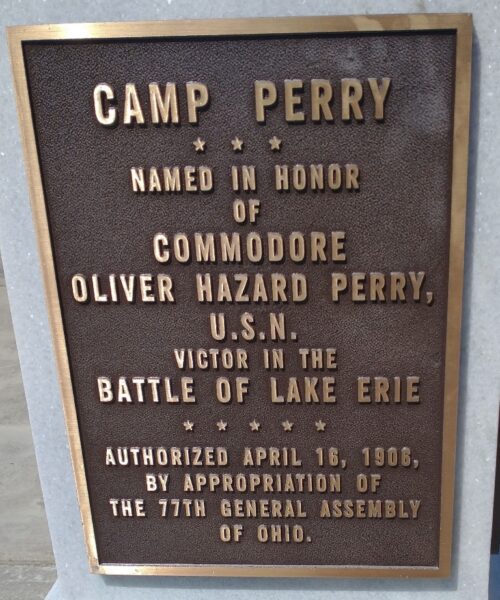 CAMP PERRY
★ ★ ★
NAMED IN HONOR
OF
COMMODORE
OLIVER HAZARD PERRY,
U.S.N.
VICTOR IN THE
BATTLE OF LAKE ERIE
★ ★ ★ ★ ★
AUTHORIZED APRIL 16, 1906,
BY APPROPRIATION OF
THE 77TH GENERAL ASSEMBLY
OF OHIO.